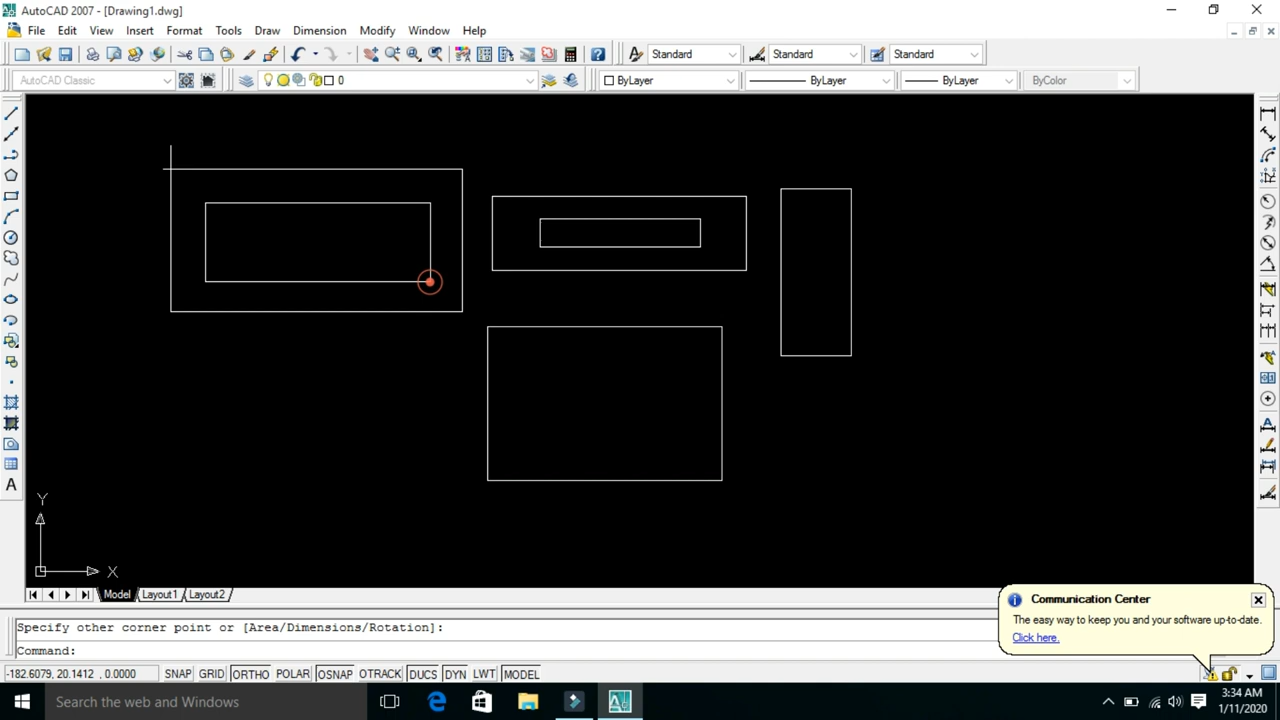 AutoCAD 2007 - [Drawing1.dwg]
File Edit View Insert Format Tools Draw Dimension Modify Window Help
Standard Standard Standard
AutoCAD Classic 0 ByLayer ByLayer ByLayer ByColor
A
Y
X
Model Layout1 Layout2
Communication Center
The easy way to keep you and your software up-to-date.
Click here.
Specify other corner point or [Area/Dimensions/Rotation]:
Command:
-182.6079, 20.1412 , 0.0000 SNAP GRID ORTHO POLAR OSNAP OTRACK DUCS DYN LWT MODEL
Search the web and Windows
3:34 AM
1/11/2020